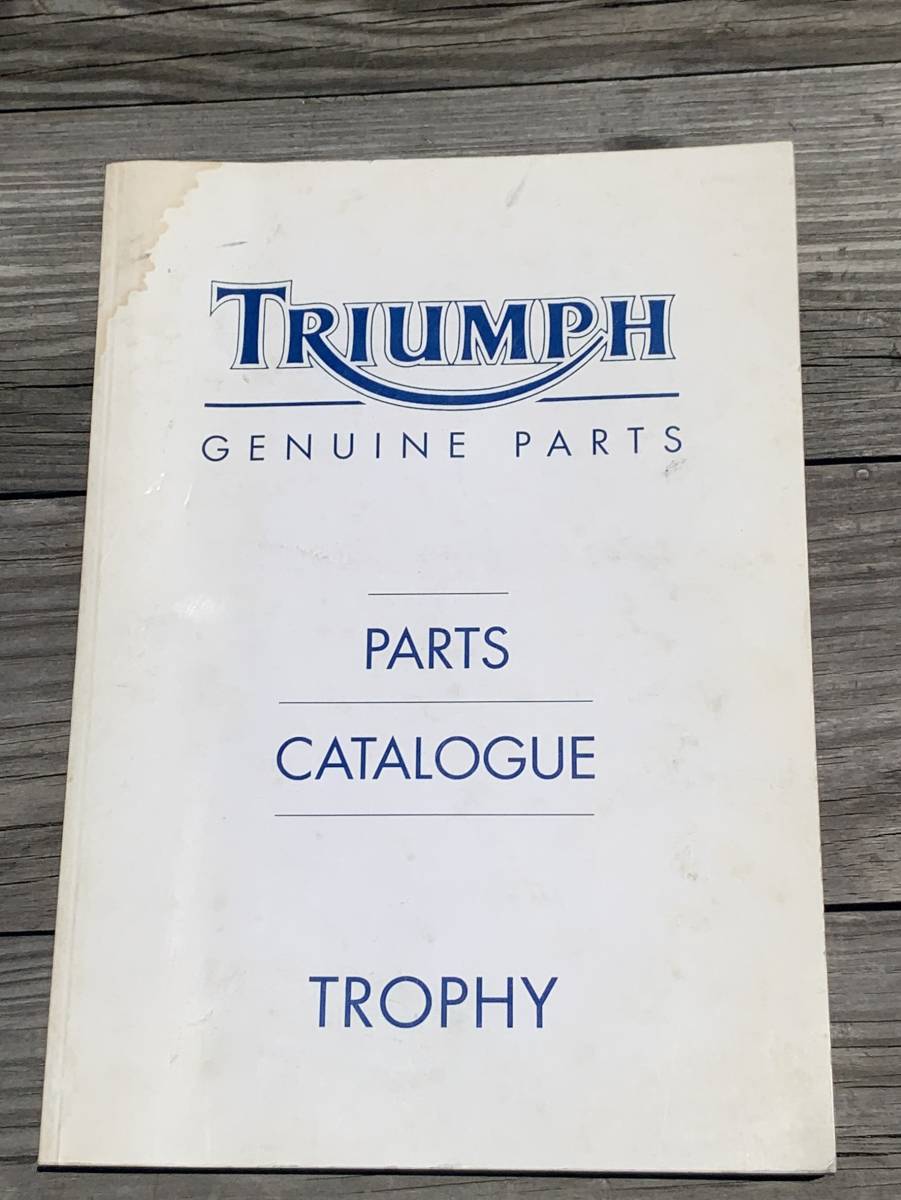 TRIUMPH
GENUINE PARTS
PARTS
CATALOGUE
TROPHY